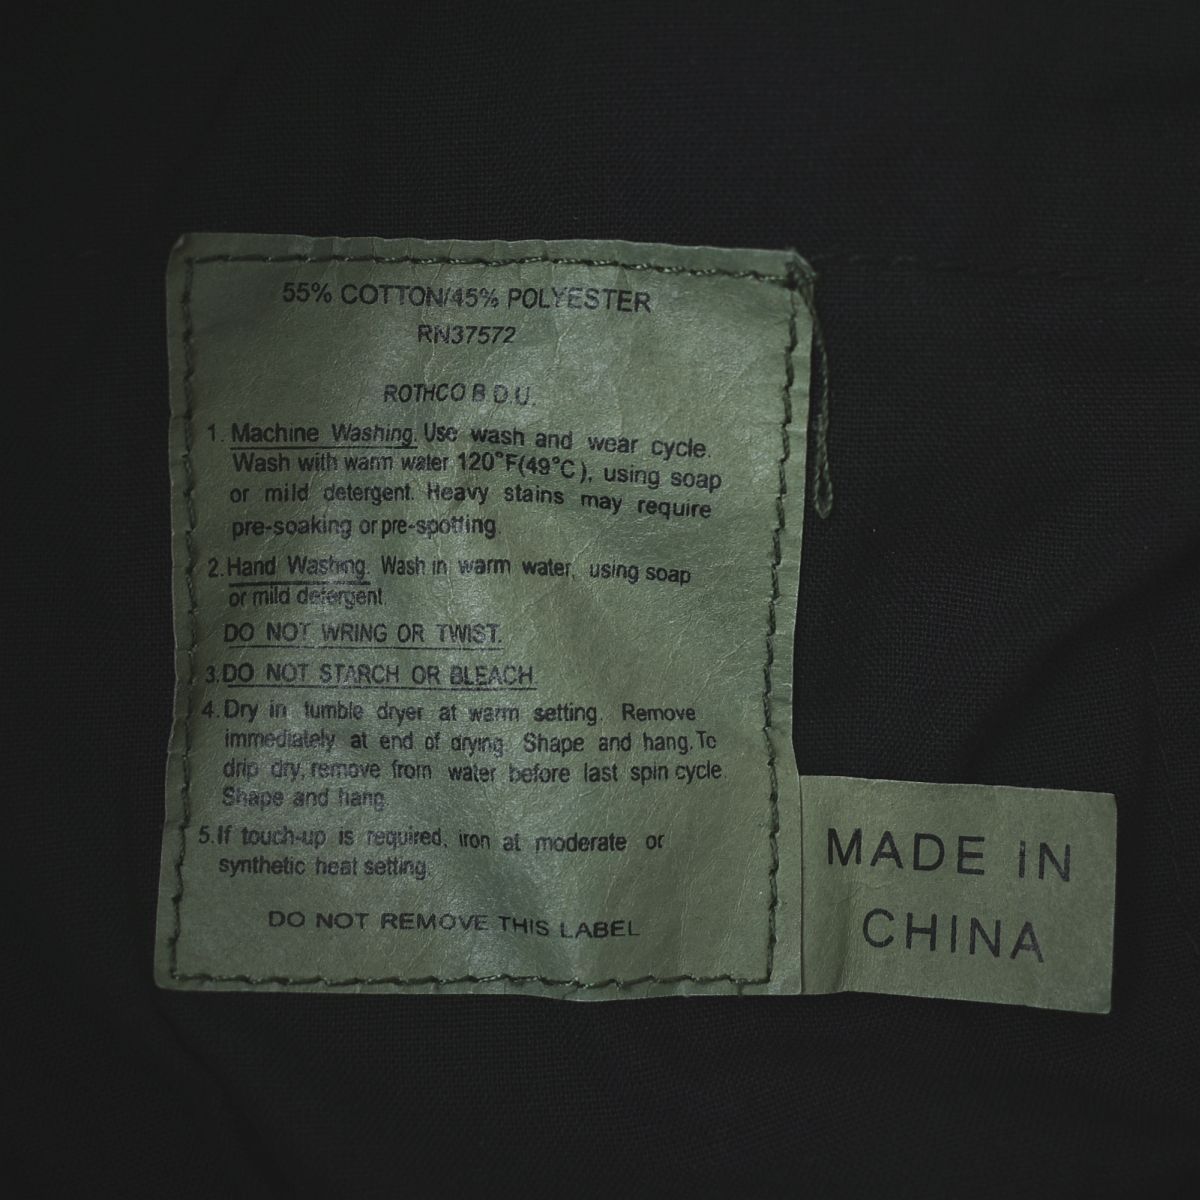 55% COTTON/45% POLYESTER
RN37572
ROTHCO B.D.U.
1. Machine Washing. Use wash and wear cycle.
Wash with warm water 120°F(49°C), using soap
or mild detergent. Heavy stains may require
pre-soaking or pre-spotting.
2. Hand Washing. Wash in warm water, using soap
or mild detergent.
DO NOT WRING OR TWIST.
3. DO NOT STARCH OR BLEACH.
4. Dry in tumble dryer at warm setting. Remove
immediately at end of drying. Shape and hang. To
drip dry, remove from water before last spin cycle.
Shape and hang.
5. If touch-up is required, iron at moderate or
synthetic heat setting.
DO NOT REMOVE THIS LABEL
MADE IN
CHINA